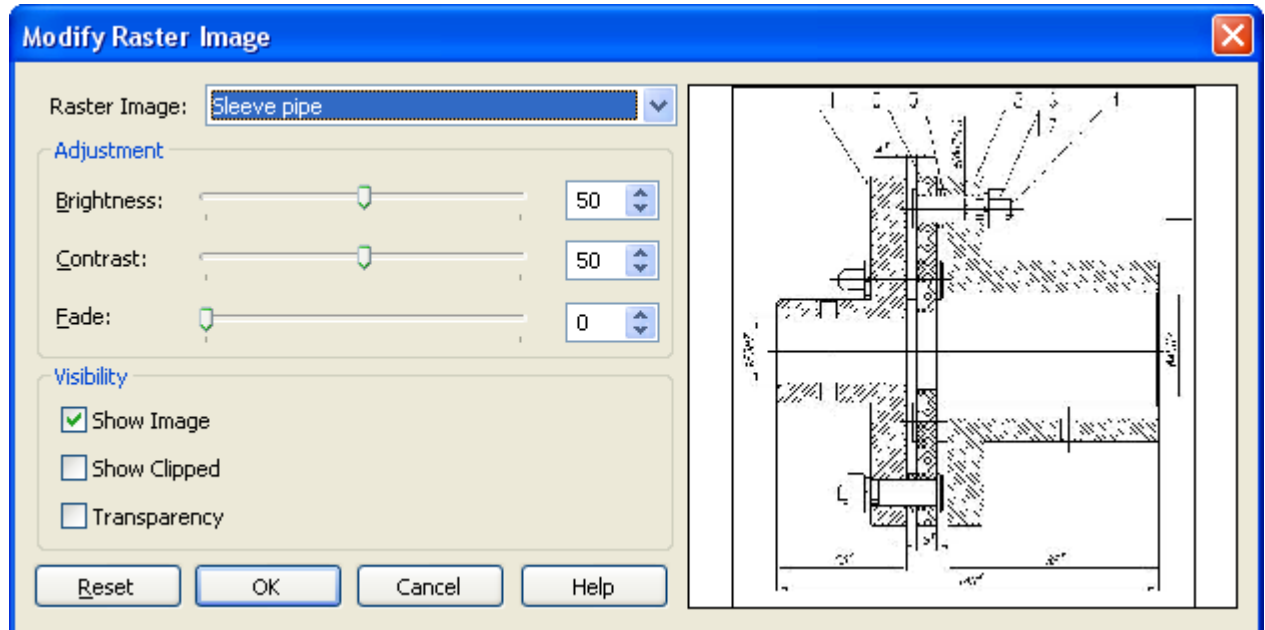 Modify Raster Image
Raster Image: Sleeve pipe
Adjustment
Brightness: 50
Contrast: 50
Fade: 0
Visibility
Show Image
Show Clipped
Transparency
Reset OK Cancel Help